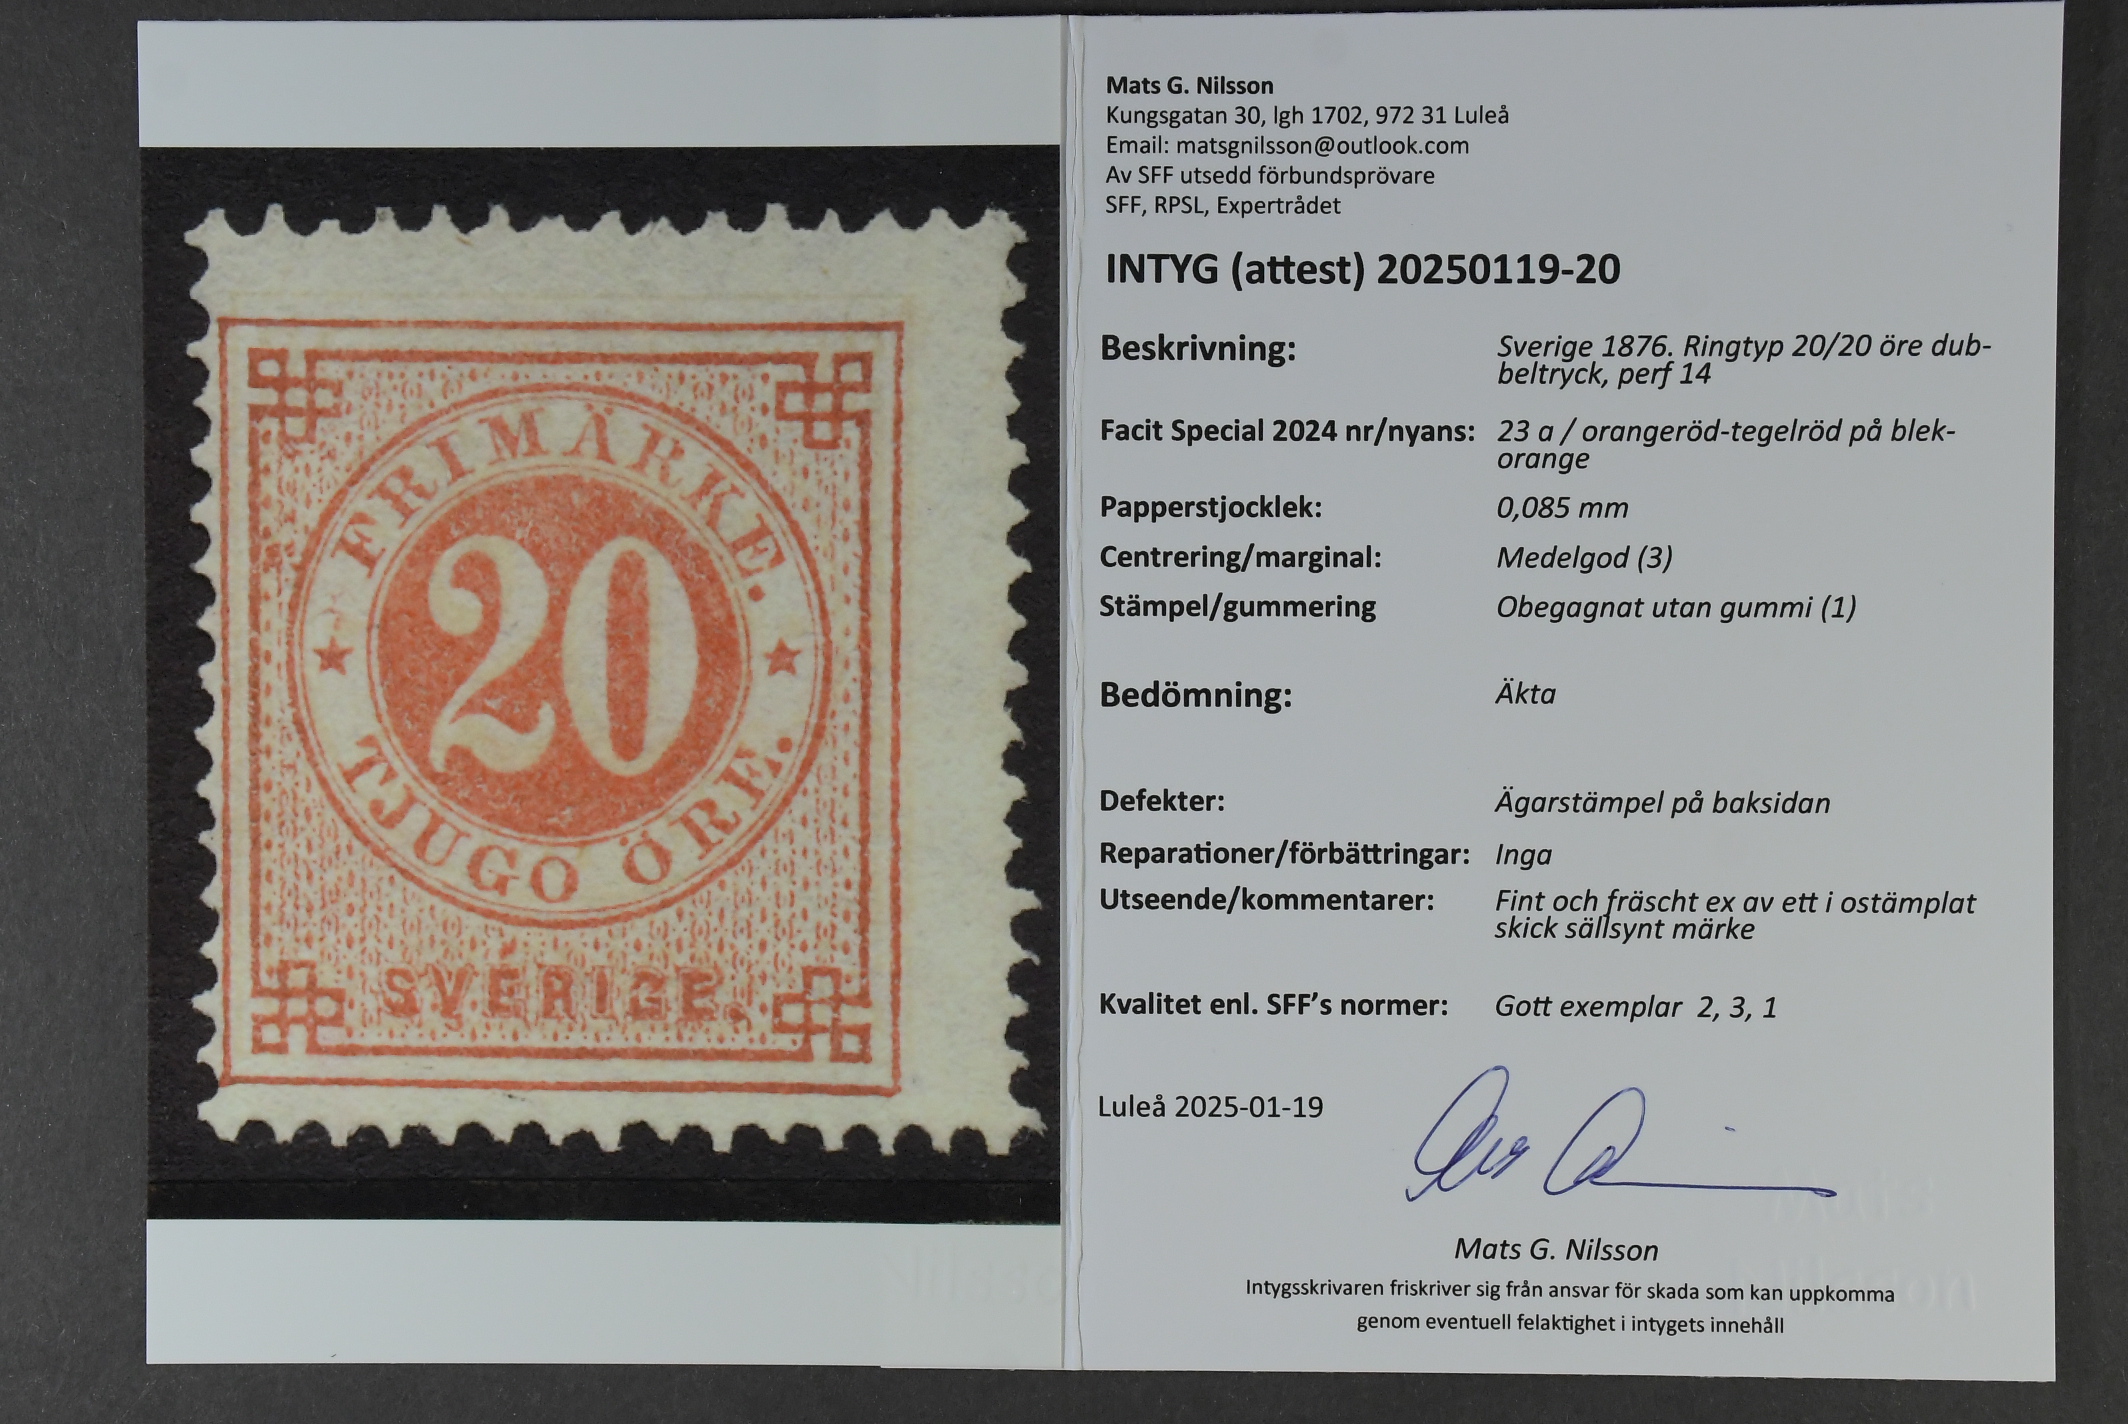 FRIMÄRKE.
20
TJUGO ÖRE.
SVERIGE.
Mats G. Nilsson
Kungsgatan 30, lgh 1702, 972 31 Luleå
Email: matsgnilsson@outlook.com
Av SFF utsedd förbundsprövare
SFF, RPSL, Expertrådet
INTYG (attest) 20250119-20
Beskrivning: Sverige 1876. Ringtyp 20/20 öre dub-
beltryck, perf 14
Facit Special 2024 nr/nyans: 23 a / orangeröd-tegelröd på blek-
orange
Papperstjocklek: 0,085 mm
Centrering/marginal: Medelgod (3)
Stämpel/gummering Obegagnat utan gummi (1)
Bedömning: Äkta
Defekter: Ägarstämpel på baksidan
Reparationer/förbättringar: Inga
Utseende/kommentarer: Fint och fräscht ex av ett i ostämplat
skick sällsynt märke
Kvalitet enl. SFF's normer: Gott exemplar 2, 3, 1
Luleå 2025-01-19
Mats G. Nilsson
Intygsskrivaren friskriver sig från ansvar för skada som kan uppkomma
genom eventuell felaktighet i intygets innehåll